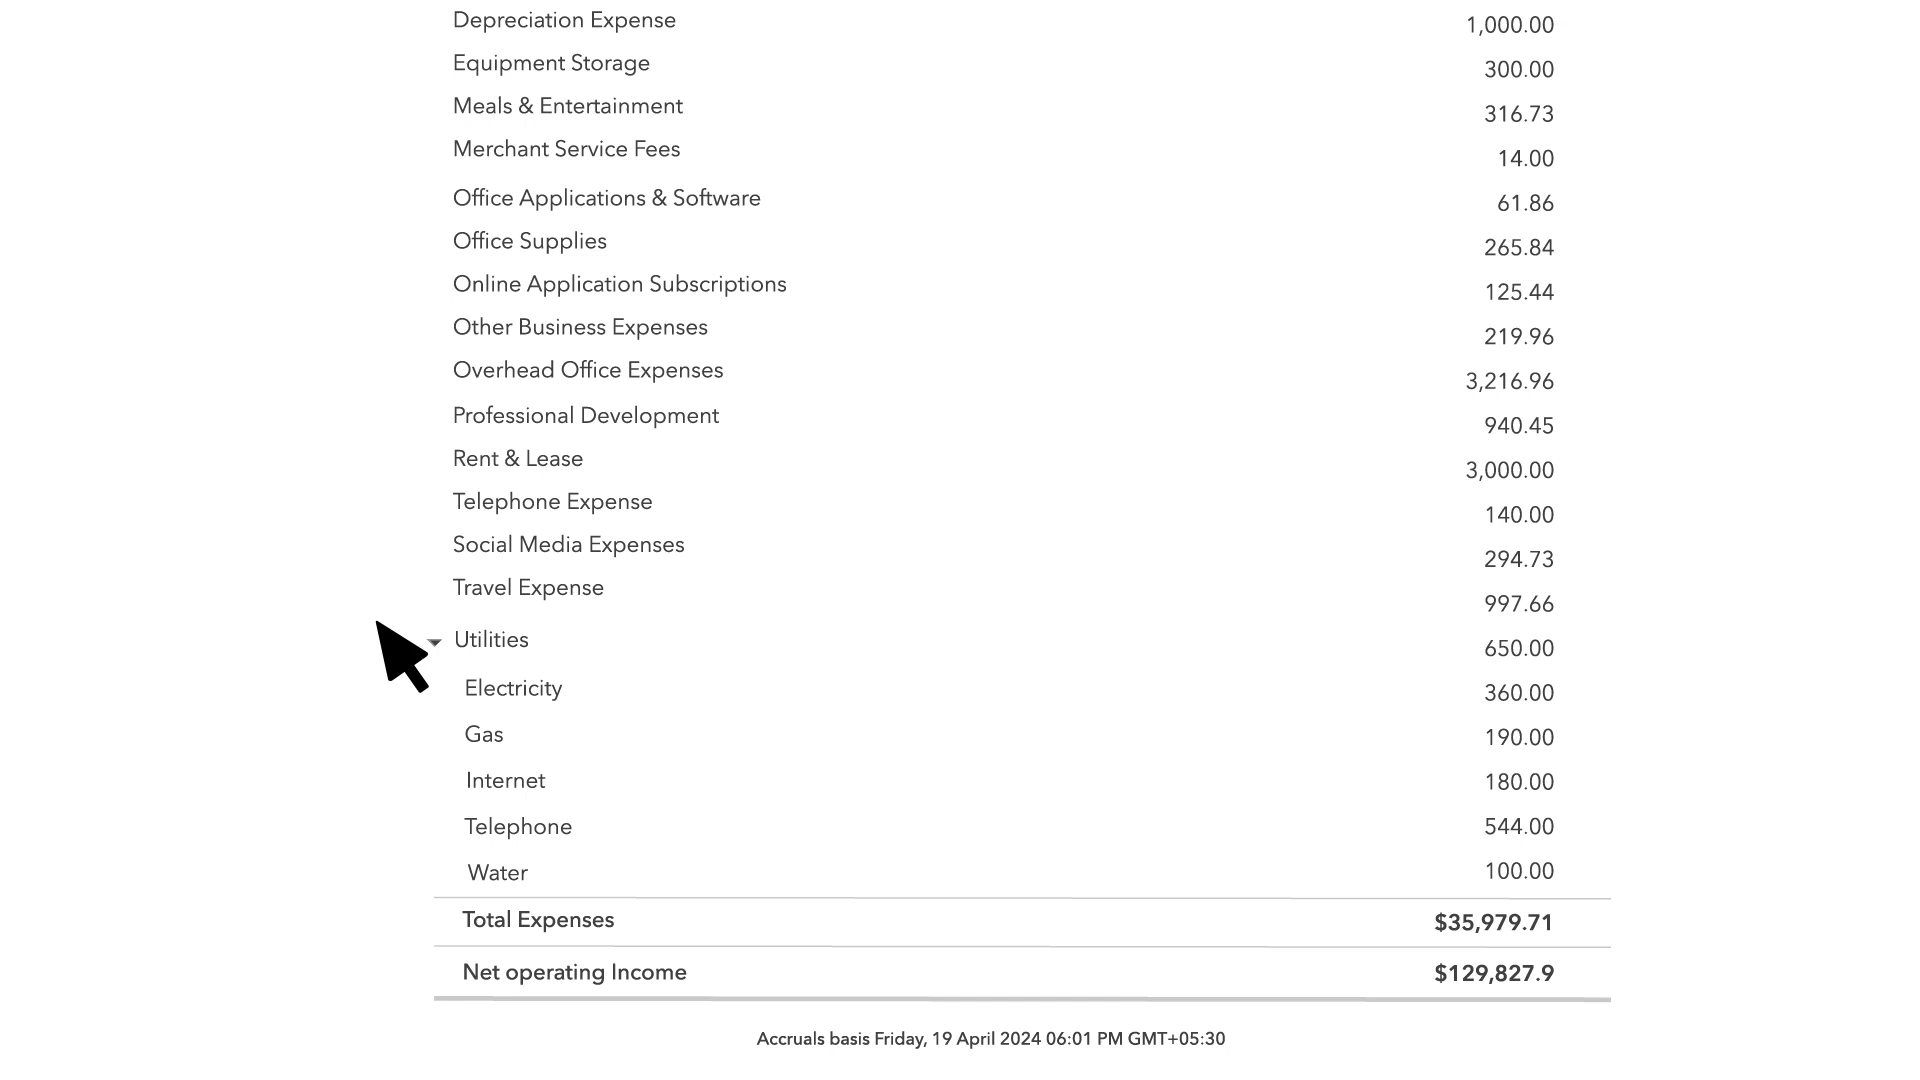 Depreciation Expense 1,000.00
Equipment Storage 300.00
Meals & Entertainment 316.73
Merchant Service Fees 14.00
Office Applications & Software 61.86
Office Supplies 265.84
Online Application Subscriptions 125.44
Other Business Expenses 219.96
Overhead Office Expenses 3,216.96
Professional Development 940.45
Rent & Lease 3,000.00
Telephone Expense 140.00
Social Media Expenses 294.73
Travel Expense 997.66
Utilities 650.00
Electricity 360.00
Gas 190.00
Internet 180.00
Telephone 544.00
Water 100.00
Total Expenses $35,979.71
Net operating Income $129,827.9
Accruals basis Friday, 19 April 2024 06:01 PM GMT+05:30